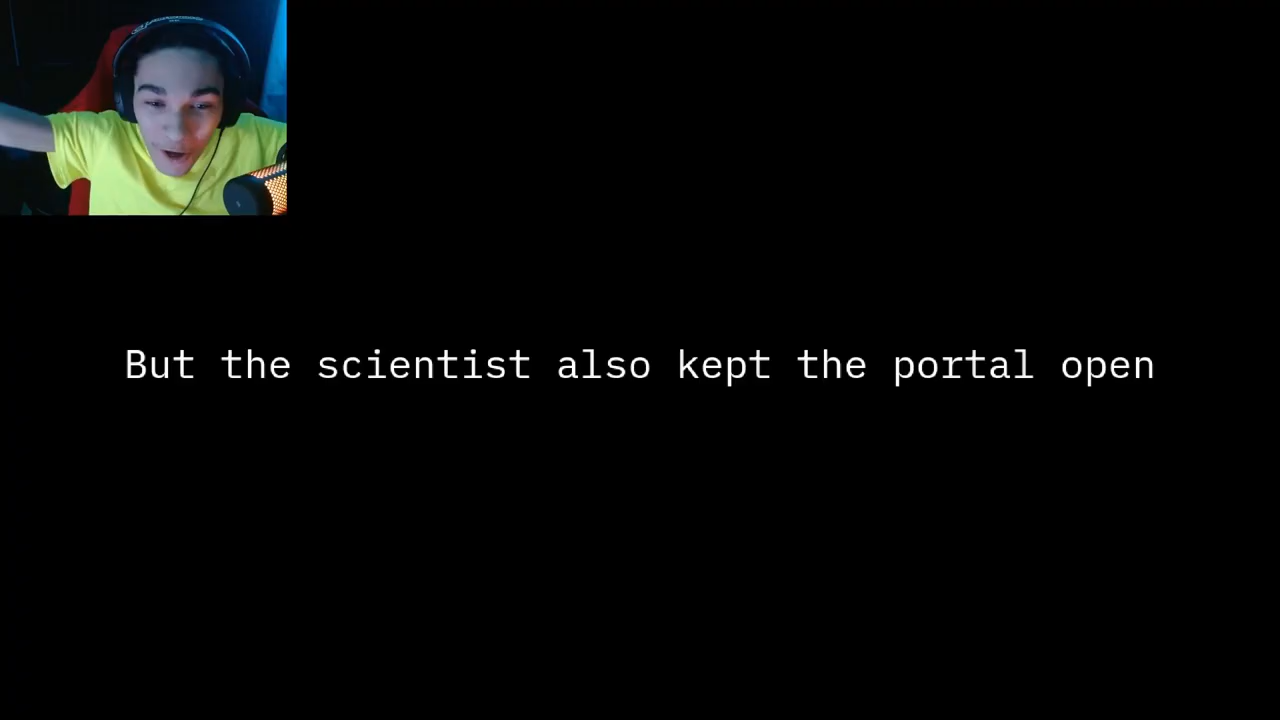 But the scientist also kept the portal open